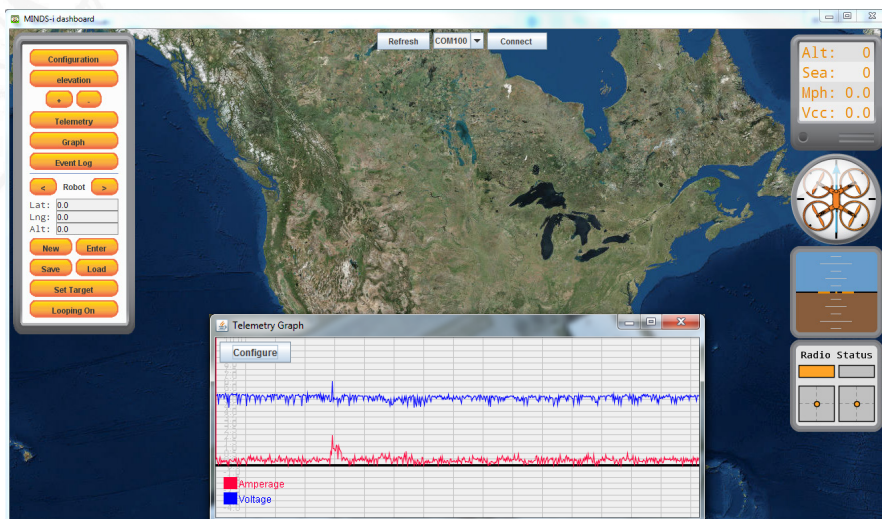 MINDS-i dashboard
Refresh COM100 Connect
Configuration
elevation
+ -
Telemetry
Graph
Event Log
< Robot >
Lat: 0.0
Lng: 0.0
Alt: 0.0
New Enter
Save Load
Set Target
Looping On
Alt: 0
Sea: 0
Mph: 0.0
Vcc: 0.0
Radio Status
Telemetry Graph
Configure
Amperage
Voltage